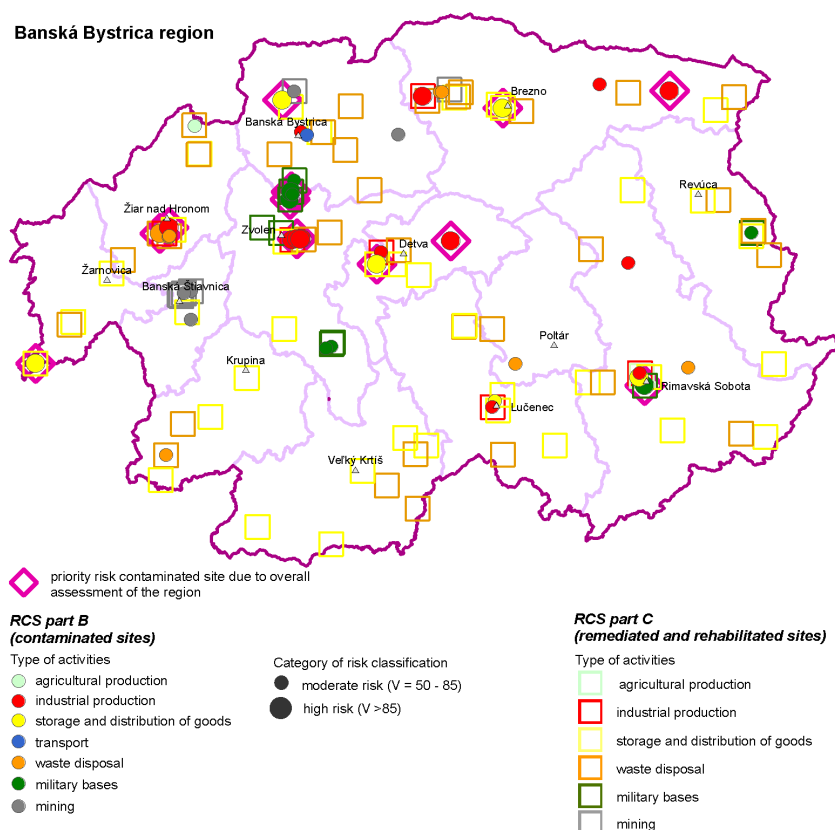 Banská Bystrica region
Brezno
Banská Bystrica
Revúca
Žiar nad Hronom
Zvolen
Detva
Žarnovica
Banská Štiavnica
Poltár
Krupina
Rimavská Sobota
Lučenec
Veľký Krtíš
priority risk contaminated site due to overall
assessment of the region
RCS part B
(contaminated sites)
Type of activities
agricultural production
industrial production
storage and distribution of goods
transport
waste disposal
military bases
mining
Category of risk classification
moderate risk (V = 50 - 85)
high risk (V >85)
RCS part C
(remediated and rehabilitated sites)
Type of activities
agricultural production
industrial production
storage and distribution of goods
waste disposal
military bases
mining